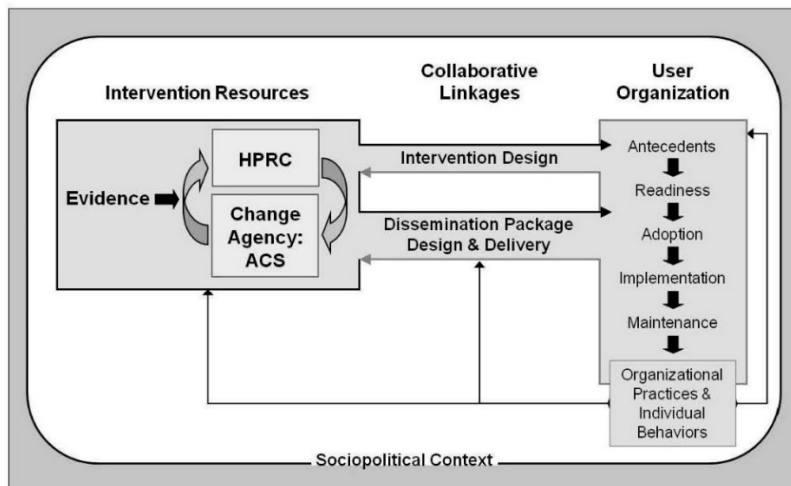 Intervention Resources
Collaborative
Linkages
User
Organization
Evidence
HPRC
Change
Agency:
ACS
Intervention Design
Dissemination Package
Design & Delivery
Antecedents
Readiness
Adoption
Implementation
Maintenance
Organizational
Practices &
Individual
Behaviors
Sociopolitical Context